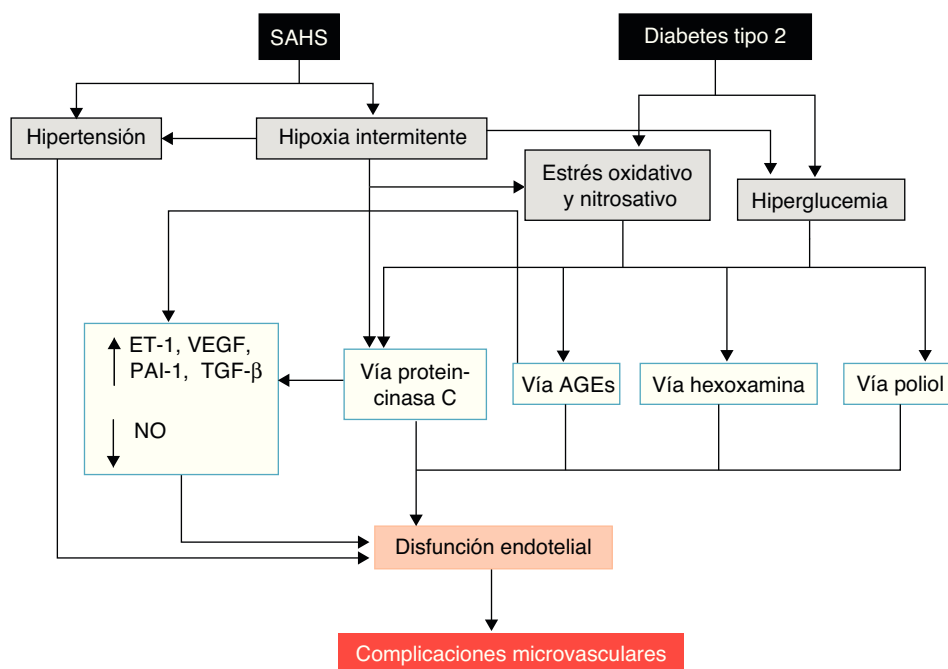 SAHS
Diabetes tipo 2
Hipertensión
Hipoxia intermitente
Estrés oxidativo
y nitrosativo
Hiperglucemia
ET-1, VEGF,
PAI-1, TGF-β
NO
Vía protein-
cinasa C
Vía AGEs
Vía hexoxamina
Vía poliol
Disfunción endotelial
Complicaciones microvasculares